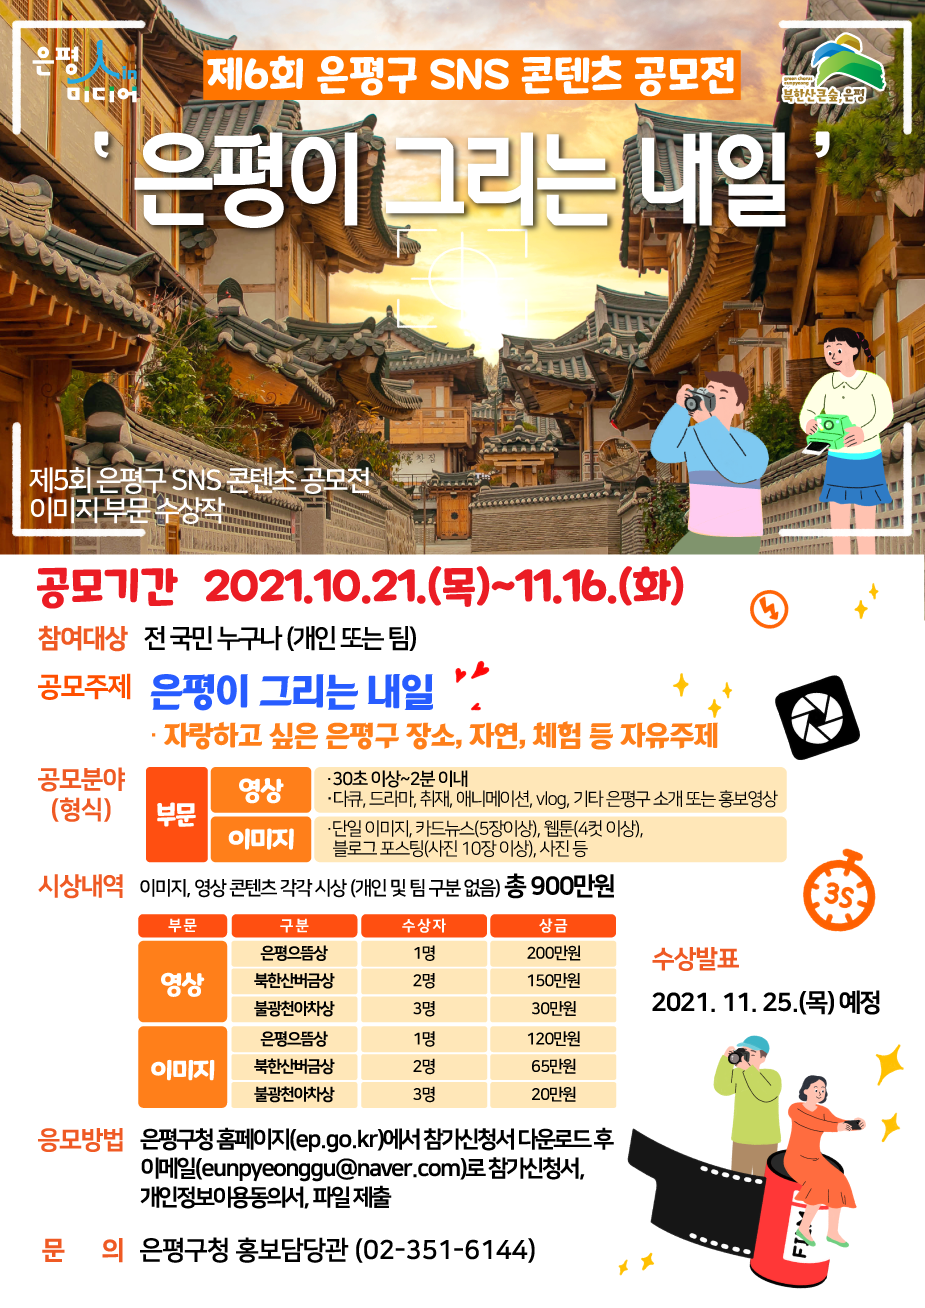 은평人in
미디어
제6회 은평구 SNS 콘텐츠 공모전
green chorus
eunpyeong
북한산큰숲, 은평
‘은평이 그리는 내일’
제5회 은평구 SNS 콘텐츠 공모전
이미지 부문 수상작
공모기간 2021.10.21.(목)~11.16.(화)
참여대상 전 국민 누구나 (개인 또는 팀)
공모주제 은평이 그리는 내일
· 자랑하고 싶은 은평구 장소, 자연, 체험 등 자유주제
공모분야
(형식)
부문
영상
·30초 이상~2분 이내
·다큐, 드라마, 취재, 애니메이션, vlog, 기타 은평구 소개 또는 홍보영상
이미지
·단일 이미지, 카드뉴스(5장이상), 웹툰(4컷 이상),
블로그 포스팅(사진 10장 이상), 사진 등
시상내역 이미지, 영상 콘텐츠 각각 시상 (개인 및 팀 구분 없음) 총 900만원
3S
부문 구분 수상자 상금
영상
은평으뜸상 1명 200만원
북한산버금상 2명 150만원
불광천아차상 3명 30만원
이미지
은평으뜸상 1명 120만원
북한산버금상 2명 65만원
불광천아차상 3명 20만원
수상발표
2021. 11. 25.(목) 예정
응모방법 은평구청 홈페이지(ep.go.kr)에서 참가신청서 다운로드 후
이메일(eunpyeonggu@naver.com)로 참가신청서,
개인정보이용동의서, 파일 제출
FILM
문 의 은평구청 홍보담당관 (02-351-6144)